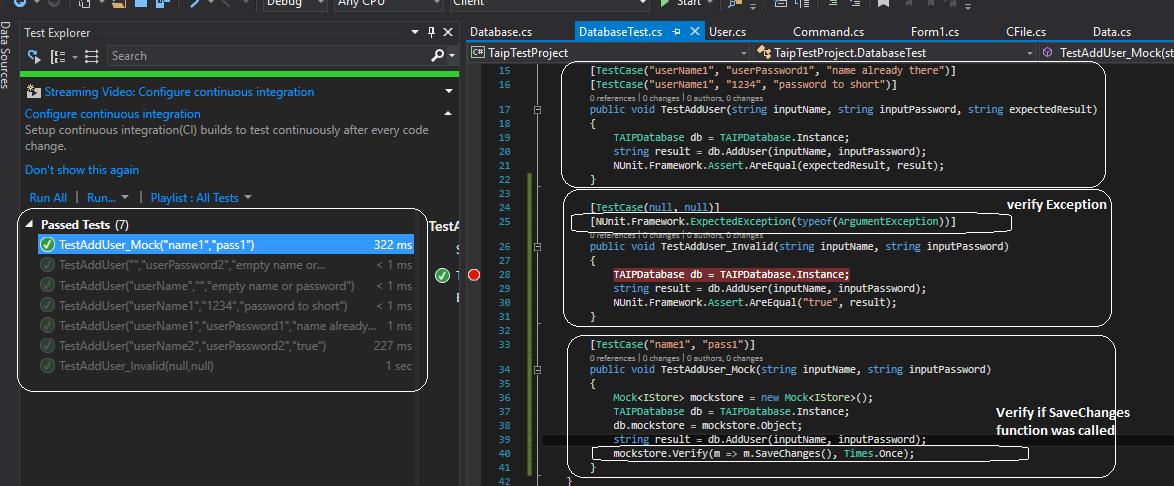 Debug
Any CPU
Client
Start
Data Sources
Test Explorer
Search
Streaming Video: Configure continuous integration
Configure continuous integration
Setup continuous integration(CI) builds to test continuously after every code
change.
Don't show this again
Run All | Run... | Playlist : All Tests
Passed Tests (7)
TestAddUser_Mock("name1","pass1") 322 ms
TestAddUser("","userPassword2","empty name or... < 1 ms
TestAddUser("userName","","empty name or password") < 1 ms
TestAddUser("userName1","1234","password to short") < 1 ms
TestAddUser("userName1","userPassword1","name already... 1 ms
TestAddUser("userName2","userPassword2","true") 227 ms
TestAddUser_Invalid(null,null) 1 sec
TestA
Database.cs DatabaseTest.cs User.cs Command.cs Form1.cs CFile.cs Day.cs
TaipTestProject TaipTestProject.DatabaseTest TestAddUser_Mock(st
15 [TestCase("userName1", "userPassword1", "name already there")]
16 [TestCase("userName1", "1234", "password to short")]
0 references | 0 changes | 0 authors, 0 changes
17 public void TestAddUser(string inputName, string inputPassword, string expectedResult)
18 {
19 TAIPDatabase db = TAIPDatabase.Instance;
20 string result = db.AddUser(inputName, inputPassword);
21 NUnit.Framework.Assert.AreEqual(expectedResult, result);
22 }
23
24 [TestCase(null, null)]
verify Exception
25 [NUnit.Framework.ExpectedException(typeof(ArgumentException))]
0 references | 0 changes | 0 authors, 0 changes
26 public void TestAddUser_Invalid(string inputName, string inputPassword)
27 {
28 TAIPDatabase db = TAIPDatabase.Instance;
29 string result = db.AddUser(inputName, inputPassword);
30 NUnit.Framework.Assert.AreEqual("true", result);
31 }
32
33 [TestCase("name1", "pass1")]
0 references | 0 changes | 0 authors, 0 changes
34 public void TestAddUser_Mock(string inputName, string inputPassword)
35 {
36 Mock<IStore> mockstore = new Mock<IStore>();
37 TAIPDatabase db = TAIPDatabase.Instance;
38 db.mockstore = mockstore.Object;
39 string result = db.AddUser(inputName, inputPassword);
40 mockstore.Verify(m => m.SaveChanges(), Times.Once);
41 }
42 }
Verify if SaveChanges
function was called